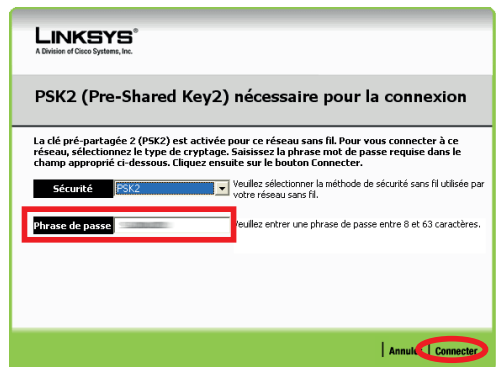 LINKSYS®
A Division of Cisco Systems, Inc.
PSK2 (Pre-Shared Key2) nécessaire pour la connexion
La clé pré-partagée 2 (PSK2) est activée pour ce réseau sans fil. Pour vous connecter à ce
réseau, sélectionnez le type de cryptage. Saisissez la phrase mot de passe requise dans le
champ approprié ci-dessous. Cliquez ensuite sur le bouton Connecter.
Sécurité PSK2 Veuillez sélectionner la méthode de sécurité sans fil utilisée par
votre réseau sans fil.
Phrase de passe Veuillez entrer une phrase de passe entre 8 et 63 caractères.
Annuler Connecter